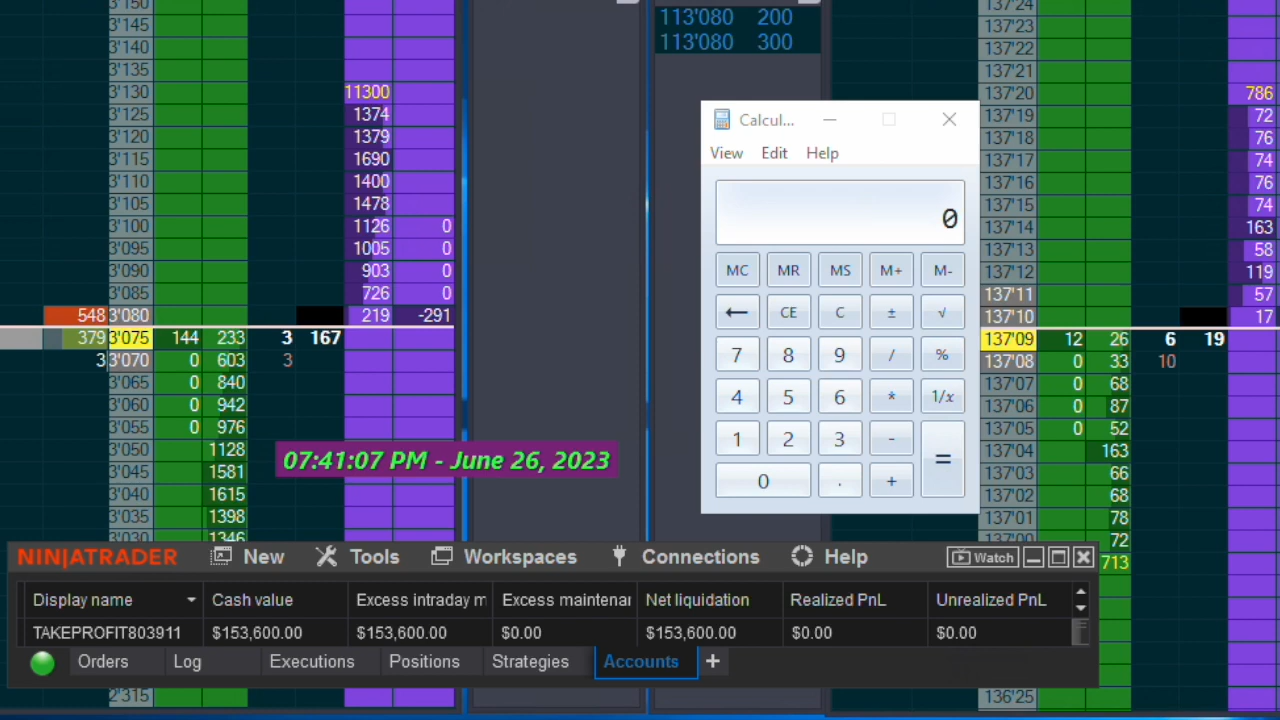 3'150 113'080 200 137'24
3'145 137'23
3'140 113'080 300 137'22
3'135 137'21
3'130 11300 137'20 786
3'125 1374 137'19 72
3'120 1379 137'18 76
3'115 1690 137'17 74
3'110 1400 137'16 76
3'105 1478 137'15 74
3'100 1126 0 137'14 163
3'095 1005 0 137'13 58
3'090 903 0 137'12 119
3'085 726 0 137'11 57
548 3'080 219 -291 137'10 17
379 3'075 144 233 3 167 137'09 12 26 6 19
3 3'070 0 603 3 137'08 0 33 10
3'065 0 840 137'07 0 68
3'060 0 942 137'06 0 87
3'055 0 976 137'05 0 52
3'050 1128 137'04 163
3'045 1581 137'03 66
3'040 1615 137'02 68
3'035 1398 137'01 78
3'030 1346 137'00 72
713
2'315 136'25
Calcul...
View Edit Help
0
MC MR MS M+ M-
← CE C ± √
7 8 9 / %
4 5 6 * 1/x
1 2 3 - =
0 . +
07:41:07 PM - June 26, 2023
NINJATRADER New Tools Workspaces Connections Help Watch
Display name Cash value Excess intraday m Excess maintenar Net liquidation Realized PnL Unrealized PnL
TAKEPROFIT803911 $153,600.00 $153,600.00 $0.00 $153,600.00 $0.00 $0.00
Orders Log Executions Positions Strategies Accounts +